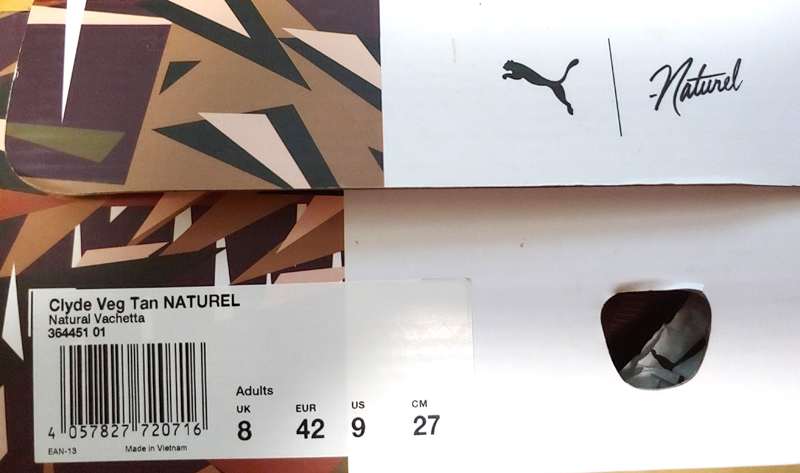 Naturel
Clyde Veg Tan NATUREL
Natural Vachetta
364451 01
Adults
UK EUR US CM
8 42 9 27
4 057827 720716
EAN-13 Made in Vietnam